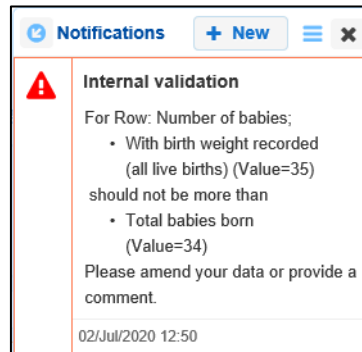 Notifications + New
Internal validation
For Row: Number of babies;
• With birth weight recorded
(all live births) (Value=35)
should not be more than
• Total babies born
(Value=34)
Please amend your data or provide a
comment.
02/Jul/2020 12:50